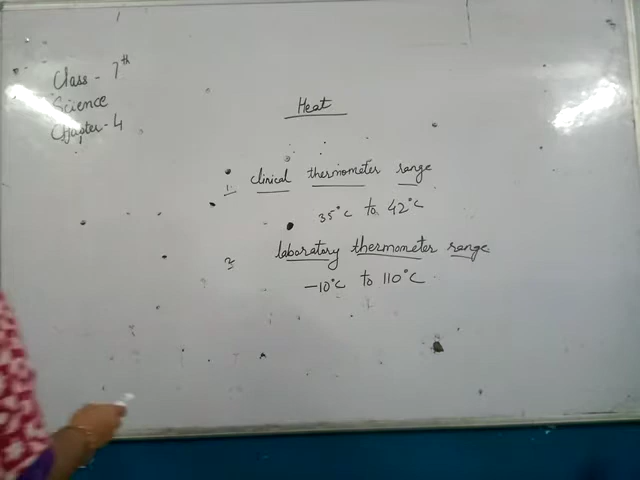 Class - 7th
Science
Chapter - 4
Heat
1. clinical thermometer range
35°C to 42°C
2 laboratory thermometer range
-10°C to 110°C